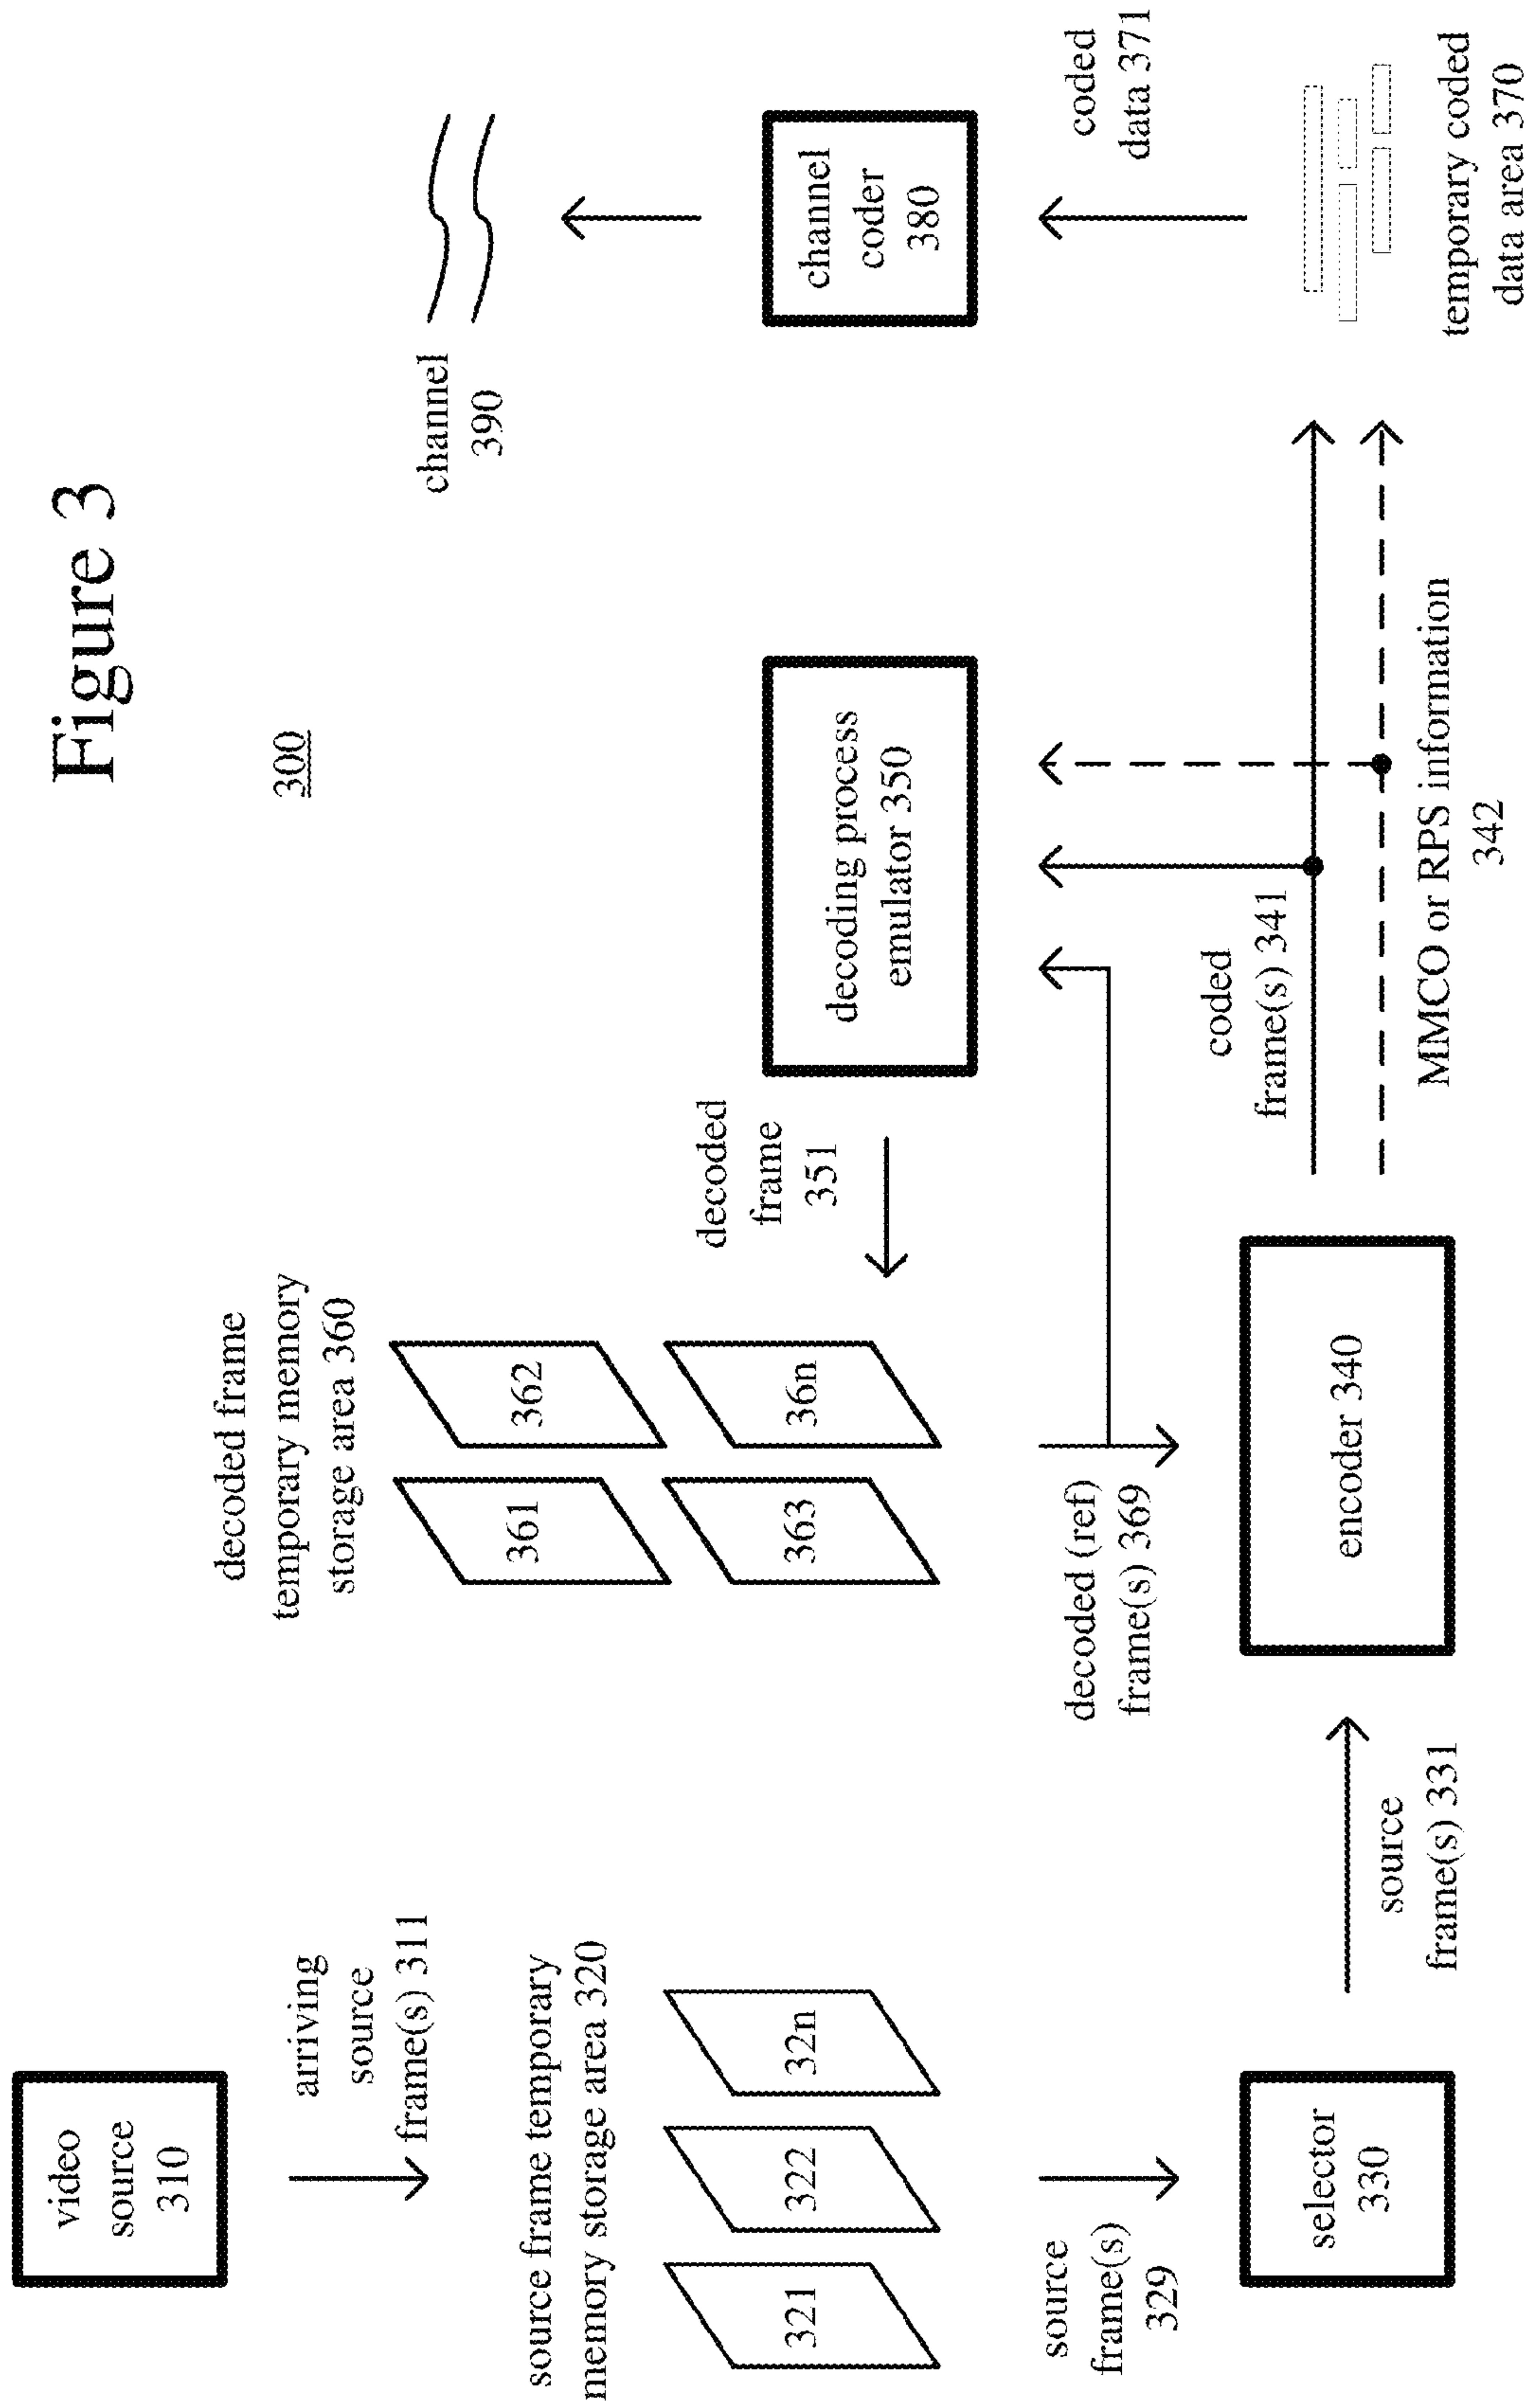 Figure 3
300
video
source
310
arriving
source
frame(s) 311
source frame temporary
memory storage area 320
321
322
32n
source
frame(s)
329
selector
330
source
frame(s) 331
decoded frame
temporary memory
storage area 360
361
362
363
36n
decoded (ref)
frame(s) 369
encoder 340
decoded
frame
351
decoding process
emulator 350
coded
frame(s) 341
MMCO or RPS information
342
channel
390
channel
coder
380
coded
data 371
temporary coded
data area 370